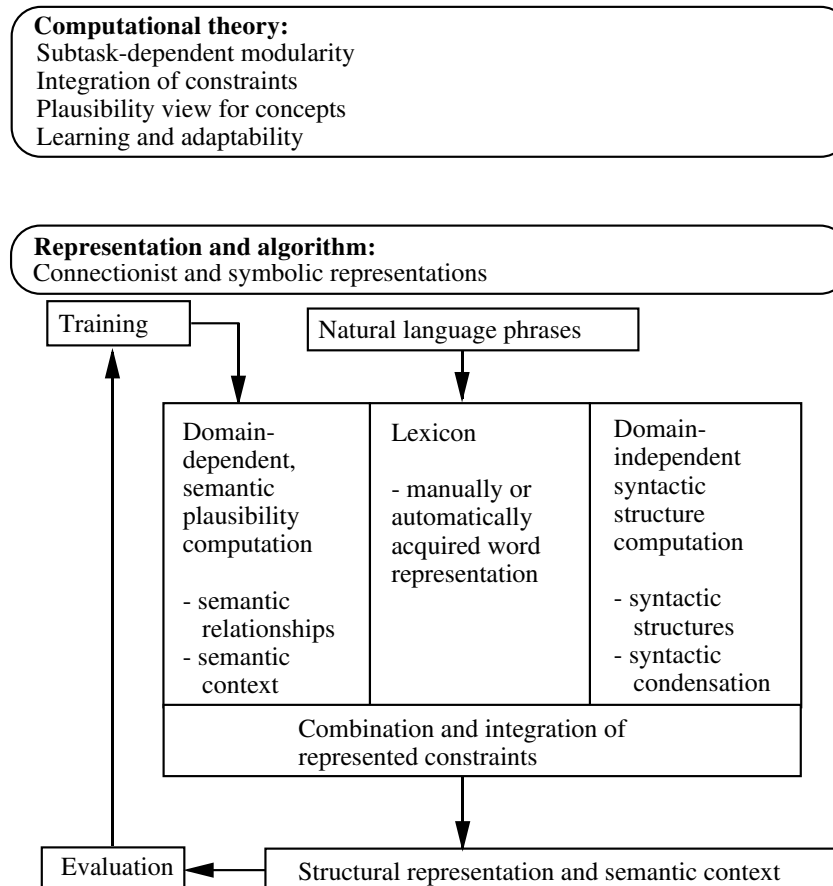 Computational theory:
Subtask-dependent modularity
Integration of constraints
Plausibility view for concepts
Learning and adaptability
Representation and algorithm:
Connectionist and symbolic representations
Training
Natural language phrases
Domain-
dependent,
semantic
plausibility
computation
- semantic
relationships
- semantic
context
Lexicon
- manually or
automatically
acquired word
representation
Domain-
independent
syntactic
structure
computation
- syntactic
structures
- syntactic
condensation
Combination and integration of
represented constraints
Evaluation
Structural representation and semantic context